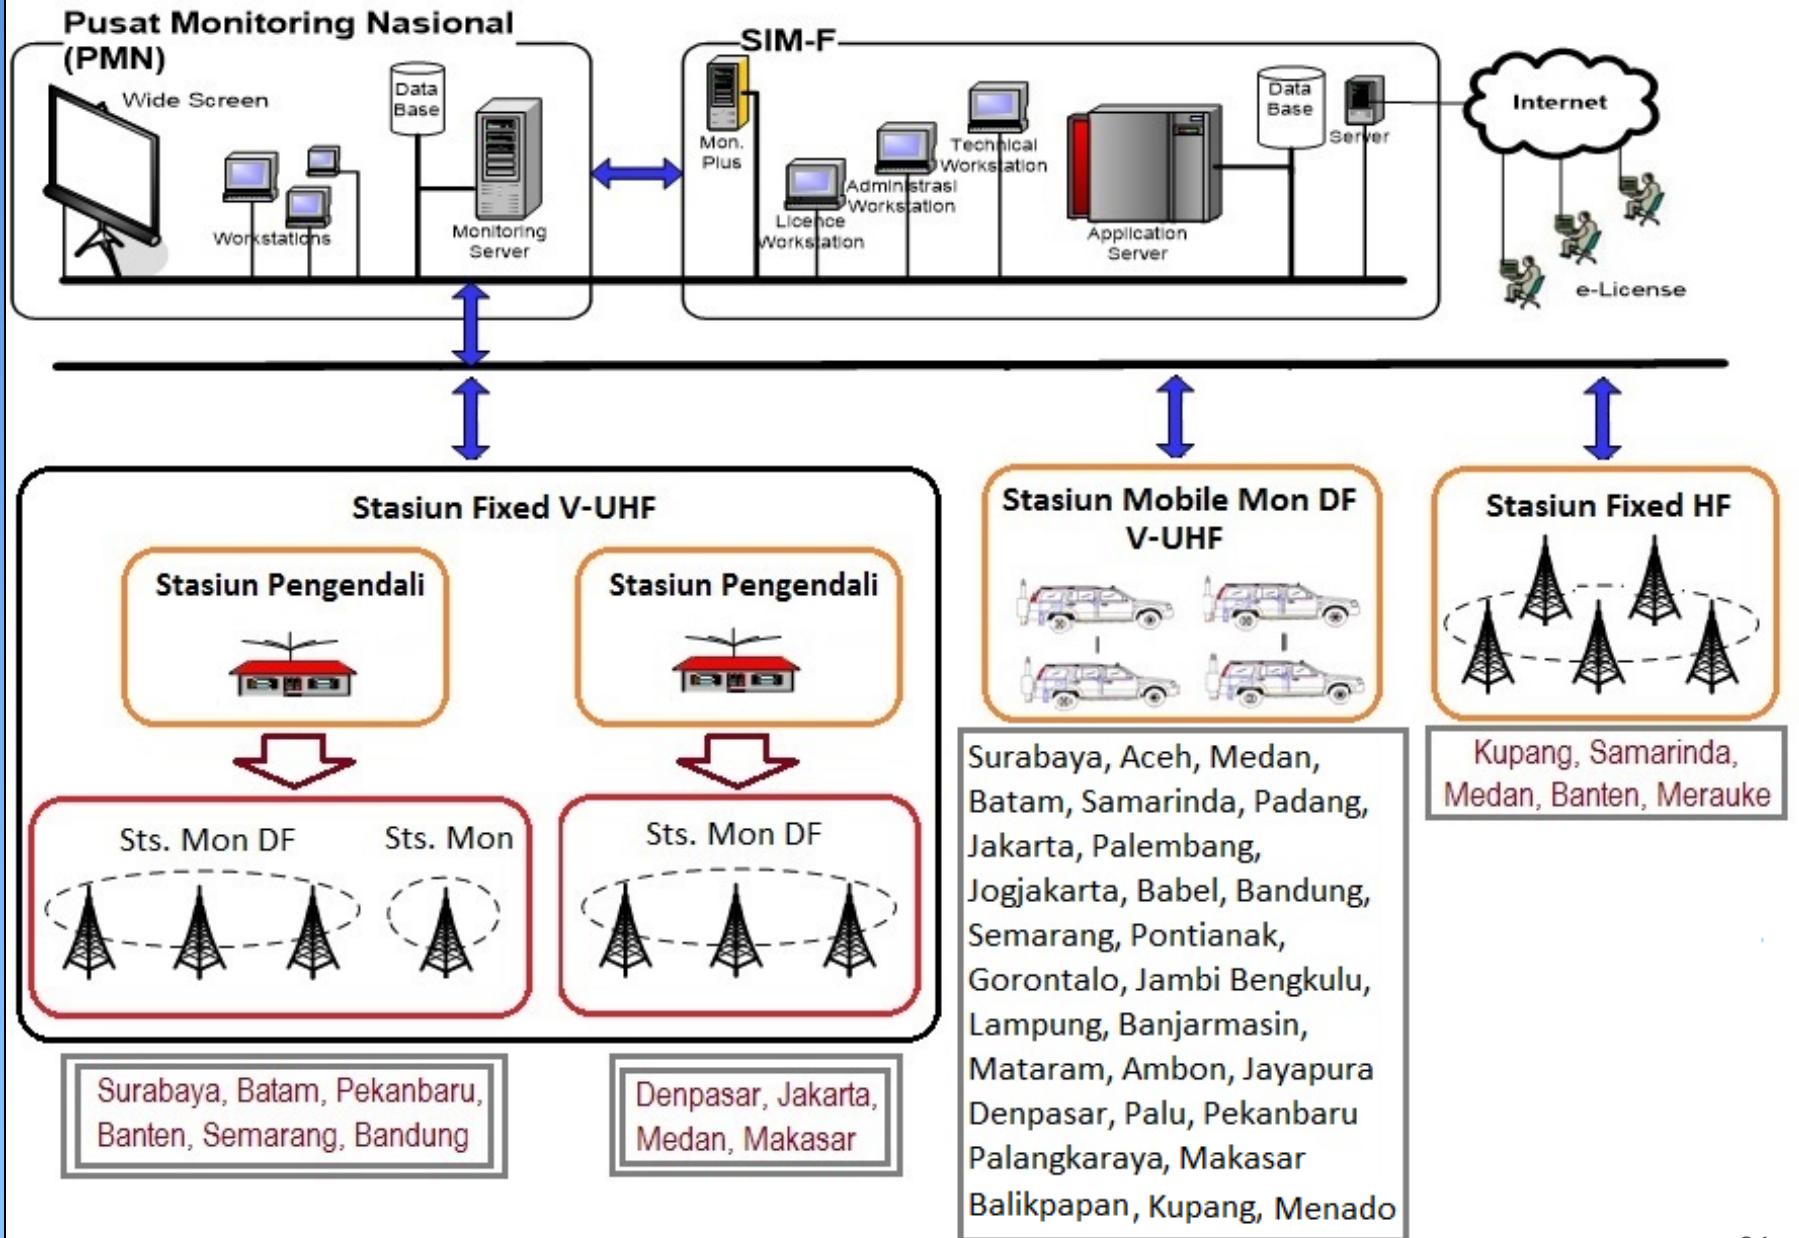 Pusat Monitoring Nasional
(PMN)
Wide Screen
Data
Base
Workstations
Monitoring
Server
SIM-F
Mon.
Plus
Licence
Workstation
Administrasi
Workstation
Technical
Workstation
Application
Server
Data
Base
Server
Internet
e-License
Stasiun Fixed V-UHF
Stasiun Pengendali
Stasiun Pengendali
Sts. Mon DF
Sts. Mon
Sts. Mon DF
Surabaya, Batam, Pekanbaru,
Banten, Semarang, Bandung
Denpasar, Jakarta,
Medan, Makasar
Stasiun Mobile Mon DF
V-UHF
Surabaya, Aceh, Medan,
Batam, Samarinda, Padang,
Jakarta, Palembang,
Jogjakarta, Babel, Bandung,
Semarang, Pontianak,
Gorontalo, Jambi Bengkulu,
Lampung, Banjarmasin,
Mataram, Ambon, Jayapura
Denpasar, Palu, Pekanbaru
Palangkaraya, Makasar
Balikpapan, Kupang, Menado
Stasiun Fixed HF
Kupang, Samarinda,
Medan, Banten, Merauke